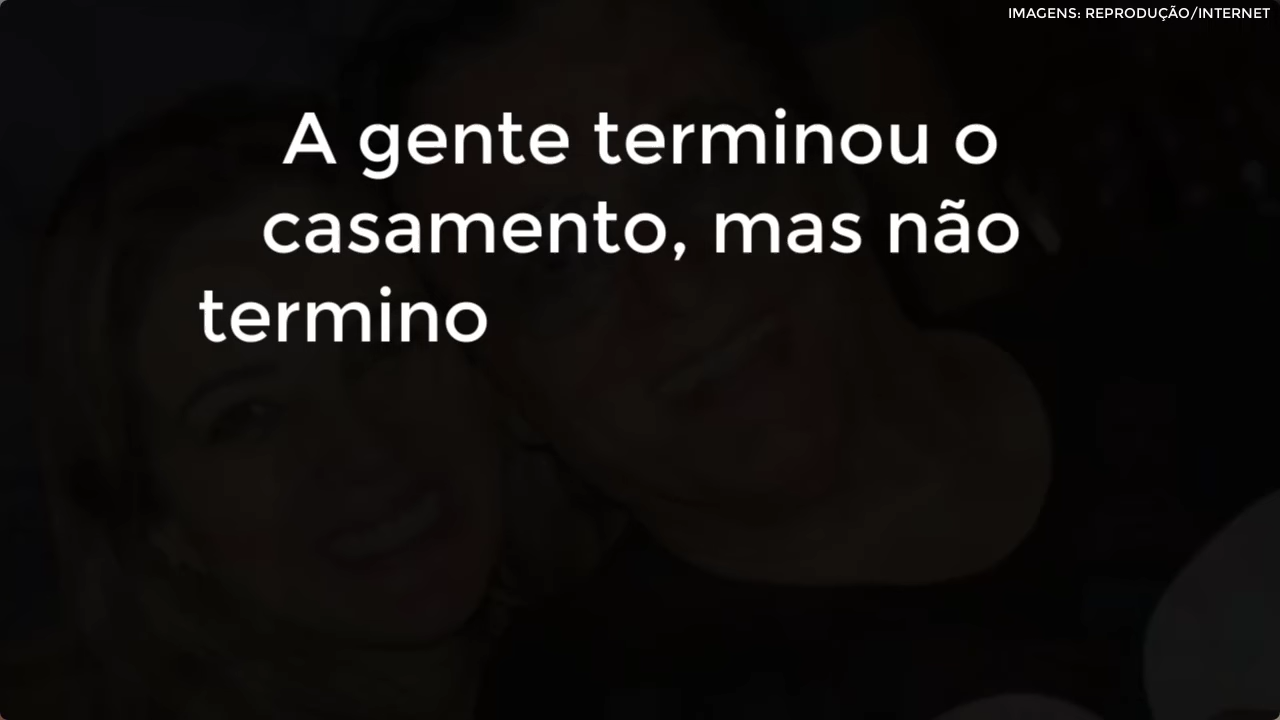 IMAGENS: REPRODUÇÃO/INTERNET
A gente terminou o
casamento, mas não
termino